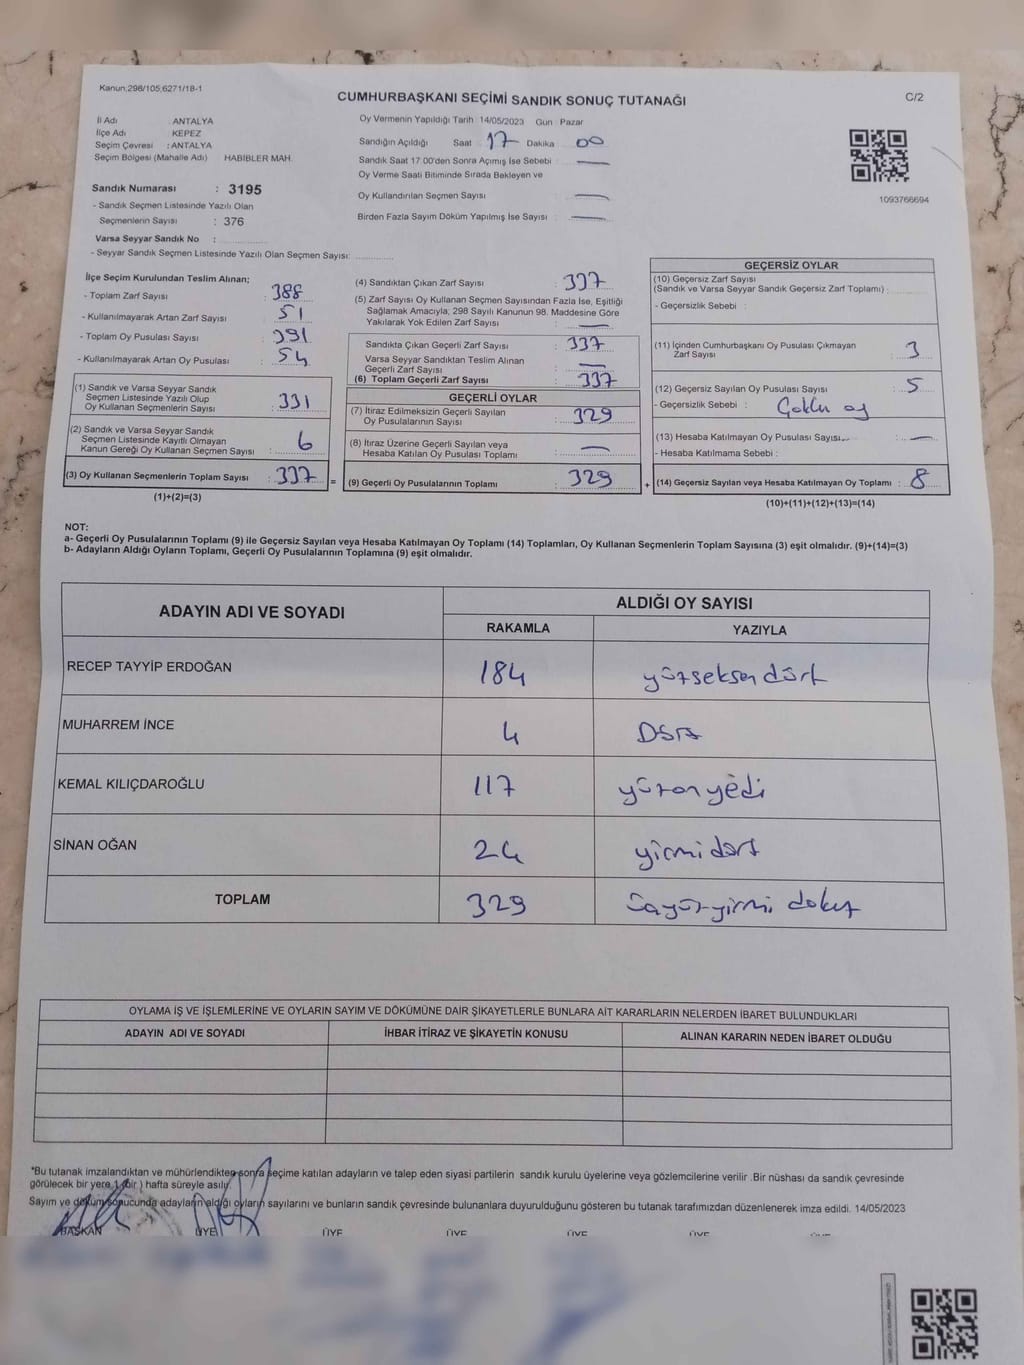 Kanun,298/105,6271/18-1
CUMHURBAŞKANI SEÇİMİ SANDIK SONUÇ TUTANAĞI
C/2
İl Adı : ANTALYA
İlçe Adı : KEPEZ
Seçim Çevresi : ANTALYA
Seçim Bölgesi (Mahalle Adı) HABIBLER MAH.
Sandık Numarası : 3195
- Sandık Seçmen Listesinde Yazılı Olan
Seçmenlerin Sayısı : 376
Varsa Seyyar Sandık No :
- Seyyar Sandık Seçmen Listesinde Yazılı Olan Seçmen Sayısı:
Oy Vermenin Yapıldığı Tarih 14/05/2023 Gün : Pazar
Sandığın Açıldığı Saat 17 Dakika 00
Sandık Saat 17.00'den Sonra Açımış İse Sebebi : —
Oy Verme Saati Bitiminde Sırada Bekleyen ve
Oy Kullandırılan Seçmen Sayısı : —
Birden Fazla Sayım Döküm Yapılmış İse Sayısı : —
1093766694
İlçe Seçim Kurulundan Teslim Alınan;
- Toplam Zarf Sayısı : 388
- Kullanılmayarak Artan Zarf Sayısı : 51
- Toplam Oy Pusulası Sayısı : 391
- Kullanılmayarak Artan Oy Pusulası : 54
(1) Sandık ve Varsa Seyyar Sandık
Seçmen Listesinde Yazılı Olup
Oy Kullanan Seçmenlerin Sayısı : 331
(2) Sandık ve Varsa Seyyar Sandık
Seçmen Listesinde Kayıtlı Olmayan
Kanun Gereği Oy Kullanan Seçmen Sayısı : 6
(3) Oy Kullanan Seçmenlerin Toplam Sayısı : 337 =
(1)+(2)=(3)
(4) Sandıktan Çıkan Zarf Sayısı : 337
(5) Zarf Sayısı Oy Kullanan Seçmen Sayısından Fazla İse, Eşitliği
Sağlamak Amacıyla, 298 Sayılı Kanunun 98. Maddesine Göre
Yakılarak Yok Edilen Zarf Sayısı : —
Sandıkta Çıkan Geçerli Zarf Sayısı : 337
Varsa Seyyar Sandıktan Teslim Alınan
Geçerli Zarf Sayısı : —
(6) Toplam Geçerli Zarf Sayısı : 337
GEÇERLİ OYLAR
(7) İtiraz Edilmeksizin Geçerli Sayılan
Oy Pusulalarının Sayısı : 329
(8) İtiraz Üzerine Geçerli Sayılan veya
Hesaba Katılan Oy Pusulası Toplamı : —
(9) Geçerli Oy Pusulalarının Toplamı : 329 +
GEÇERSİZ OYLAR
(10) Geçersiz Zarf Sayısı
(Sandık ve Varsa Seyyar Sandık Geçersiz Zarf Toplamı) :
- Geçersizlik Sebebi :
(11) İçinden Cumhurbaşkanı Oy Pusulası Çıkmayan
Zarf Sayısı : 3
(12) Geçersiz Sayılan Oy Pusulası Sayısı : 5
- Geçersizlik Sebebi : Çoklu oy
(13) Hesaba Katılmayan Oy Pusulası Sayısı : —
- Hesaba Katılmama Sebebi :
(14) Geçersiz Sayılan veya Hesaba Katılmayan Oy Toplamı : 8
(10)+(11)+(12)+(13)=(14)
NOT:
a- Geçerli Oy Pusulalarının Toplamı (9) ile Geçersiz Sayılan veya Hesaba Katılmayan Oy Toplamı (14) Toplamları, Oy Kullanan Seçmenlerin Toplam Sayısına (3) eşit olmalıdır. (9)+(14)=(3)
b- Adayların Aldığı Oyların Toplamı, Geçerli Oy Pusulalarının Toplamına (9) eşit olmalıdır.
ADAYIN ADI VE SOYADI
ALDIĞI OY SAYISI
RAKAMLA YAZIYLA
RECEP TAYYİP ERDOĞAN 184 yüzseksendört
MUHARREM İNCE 4 Dört
KEMAL KILIÇDAROĞLU 117 yüzonyedi
SİNAN OĞAN 24 yirmidört
TOPLAM 329 üçyüzyirmi dokuz
OYLAMA İŞ VE İŞLEMLERİNE VE OYLARIN SAYIM VE DÖKÜMÜNE DAİR ŞİKAYETLERLE BUNLARA AİT KARARLARIN NELERDEN İBARET BULUNDUKLARI
ADAYIN ADI VE SOYADI İHBAR İTİRAZ VE ŞİKAYETİN KONUSU ALINAN KARARIN NEDEN İBARET OLDUĞU
*Bu tutanak imzalandıktan ve mühürlendikten sonra seçime katılan adayların ve talep eden siyasi partilerin sandık kurulu üyelerine veya gözlemcilerine verilir .Bir nüshası da sandık çevresinde
görülecek bir yere 1 (bir ) hafta süreyle asılır.
Sayım ve döküm sonucunda adayların aldığı oyların sayılarını ve bunların sandık çevresinde bulunanlara duyurulduğunu gösteren bu tutanak tarafımızdan düzenlenerek imza edildi. 14/05/2023
BAŞKAN ÜYE ÜYE ÜYE ÜYE ÜYE